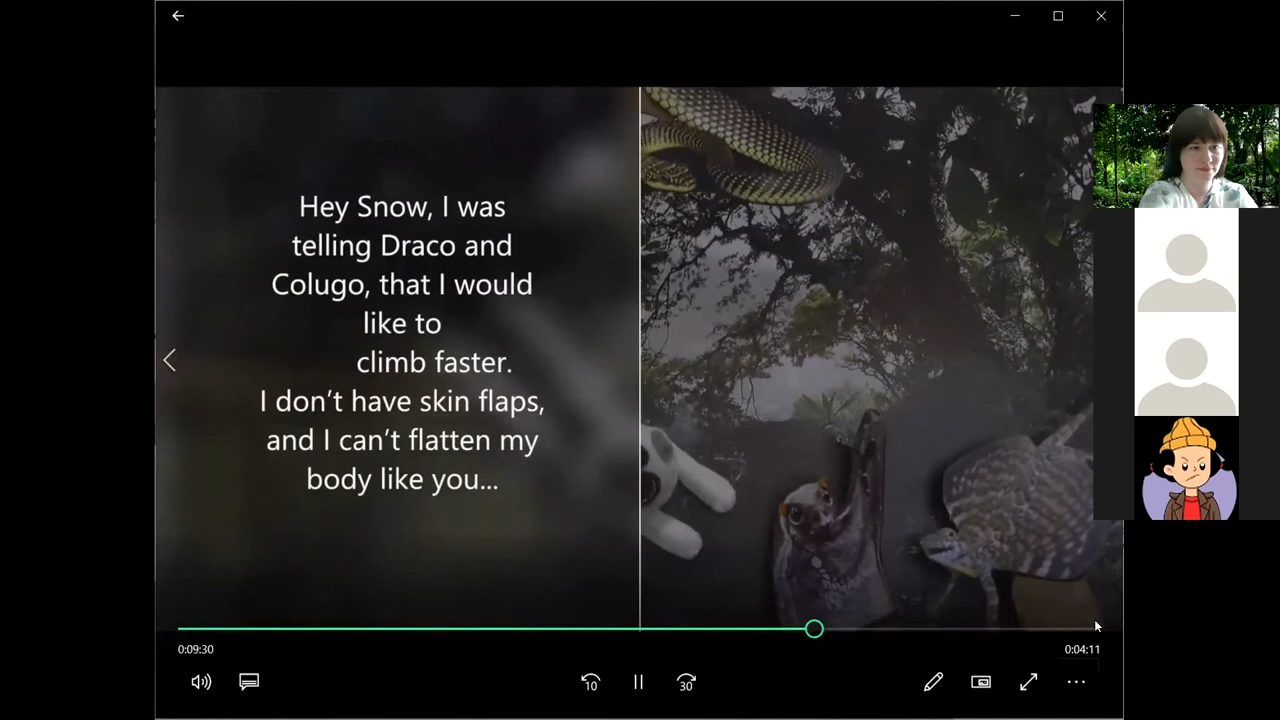 Hey Snow, I was
telling Draco and
Colugo, that I would
like to
climb faster.
I don’t have skin flaps,
and I can’t flatten my
body like you...
0:09:30
0:04:11
10
30